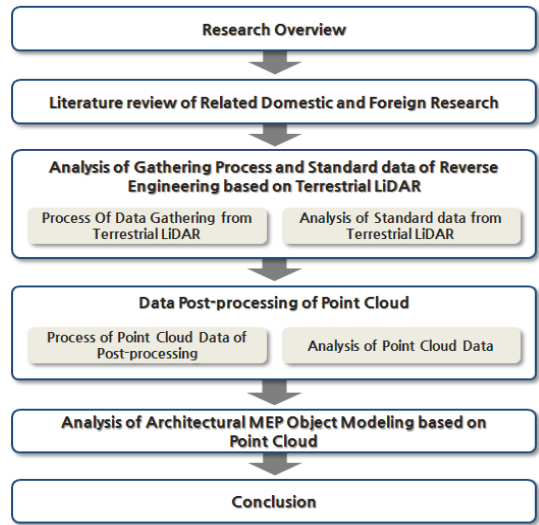 Research Overview
Literature review of Related Domestic and Foreign Research
Analysis of Gathering Process and Standard data of Reverse
Engineering based on Terrestrial LiDAR
Process Of Data Gathering from
Terrestrial LiDAR
Analysis of Standard data from
Terrestrial LiDAR
Data Post-processing of Point Cloud
Process of Point Cloud Data of
Post-processing
Analysis of Point Cloud Data
Analysis of Architectural MEP Object Modeling based on
Point Cloud
Conclusion